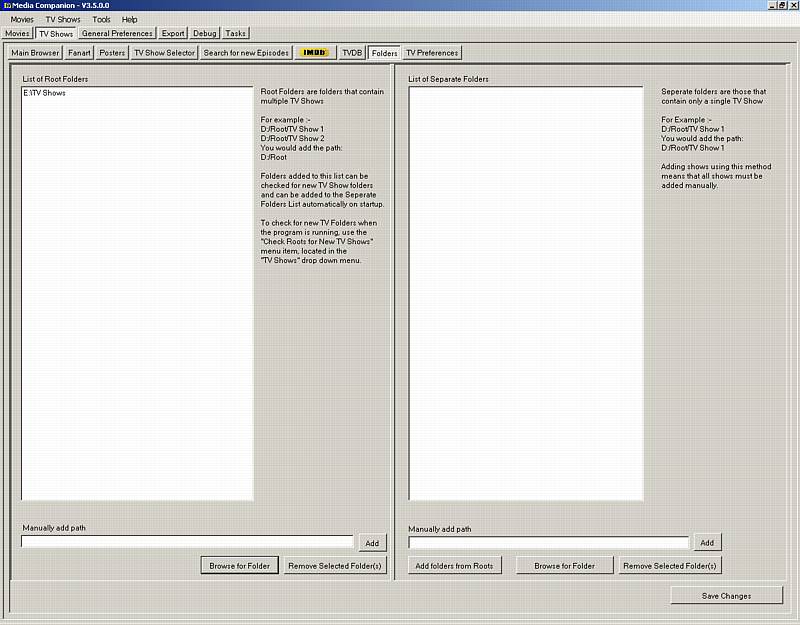 Media Companion - V3.5.0.0
Movies TV Shows Tools Help
Movies TV Shows General Preferences Export Debug Tasks
Main Browser Fanart Posters TV Show Selector Search for new Episodes IMDb TVDB Folders TV Preferences
List of Root Folders
E:\TV Shows
Root Folders are folders that contain
multiple TV Shows
For example :-
D:/Root/TV Show 1
D:/Root/TV Show 2
You would add the path:
D:/Root
Folders added to this list can be
checked for new TV Show folders
and can be added to the Seperate
Folders List automatically on startup.
To check for new TV Folders when
the program is running, use the
"Check Roots for New TV Shows"
menu item, located in the
"TV Shows" drop down menu.
Manually add path
Add
Browse for Folder Remove Selected Folder(s)
List of Separate Folders
Seperate folders are those that
contain only a single TV Show
For Example :-
D:/Root/TV Show 1
You would add the path:
D:/Root/TV Show 1
Adding shows using this method
means that all shows must be
added manually.
Manually add path
Add
Add folders from Roots Browse for Folder Remove Selected Folder(s)
Save Changes